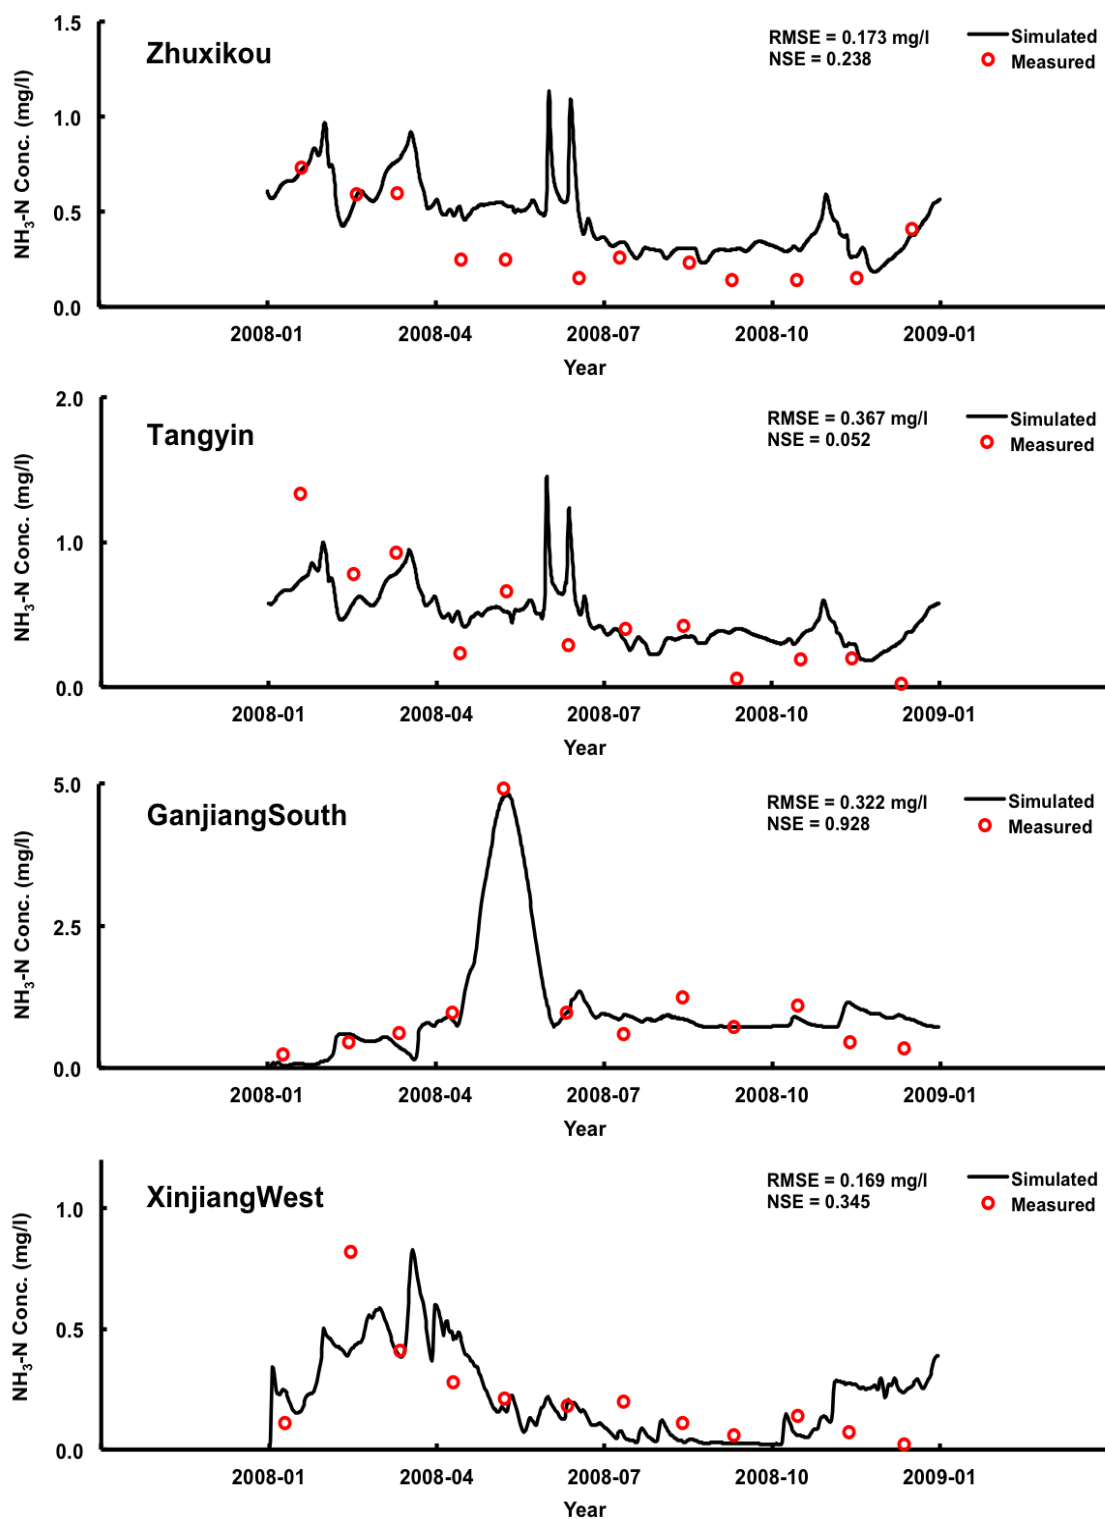 Zhuxikou
RMSE = 0.173 mg/l
NSE = 0.238
Simulated
Measured
NH₃-N Conc. (mg/l)
1.5
1.0
0.5
0.0
2008-01 2008-04 2008-07 2008-10 2009-01
Year
Tangyin
RMSE = 0.367 mg/l
NSE = 0.052
Simulated
Measured
NH₃-N Conc. (mg/l)
2.0
1.0
0.0
2008-01 2008-04 2008-07 2008-10 2009-01
Year
GanjiangSouth
RMSE = 0.322 mg/l
NSE = 0.928
Simulated
Measured
NH₃-N Conc. (mg/l)
5.0
2.5
0.0
2008-01 2008-04 2008-07 2008-10 2009-01
Year
XinjiangWest
RMSE = 0.169 mg/l
NSE = 0.345
Simulated
Measured
NH₃-N Conc. (mg/l)
1.0
0.5
0.0
2008-01 2008-04 2008-07 2008-10 2009-01
Year